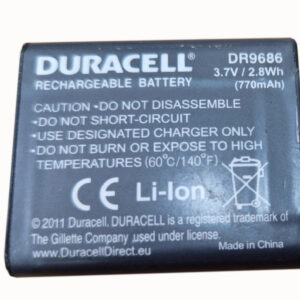 DURACELL DR9686
RECHARGEABLE BATTERY 3.7V / 2.8Wh
(770mAh)
CAUTION - DO NOT DISASSEMBLE
• DO NOT SHORT-CIRCUIT
• USE DESIGNATED CHARGER ONLY
• DO NOT BURN OR EXPOSE TO HIGH
TEMPERATURES (60°C/140°F)
CE Li-Ion
© 2011 Duracell. DURACELL is a registered trademark of
The Gillette Company used under license.
www.DuracellDirect.eu Made in China